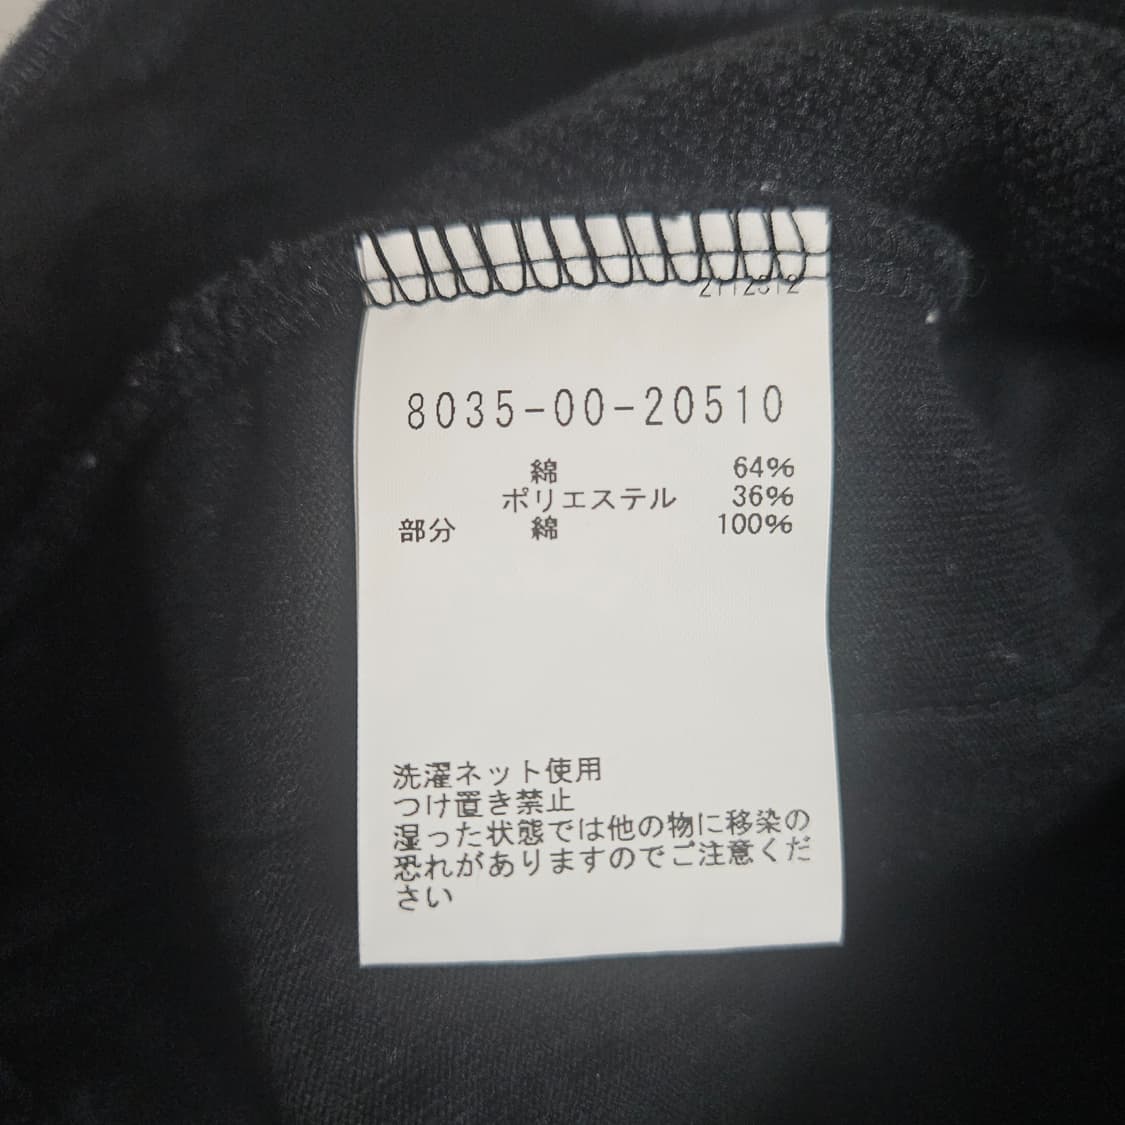 8035-00-20510
綿 64%
ポリエステル 36%
部分 綿 100%
洗濯ネット使用
つけ置き禁止
湿った状態では他の物に移染の
恐れがありますのでご注意くだ
さい